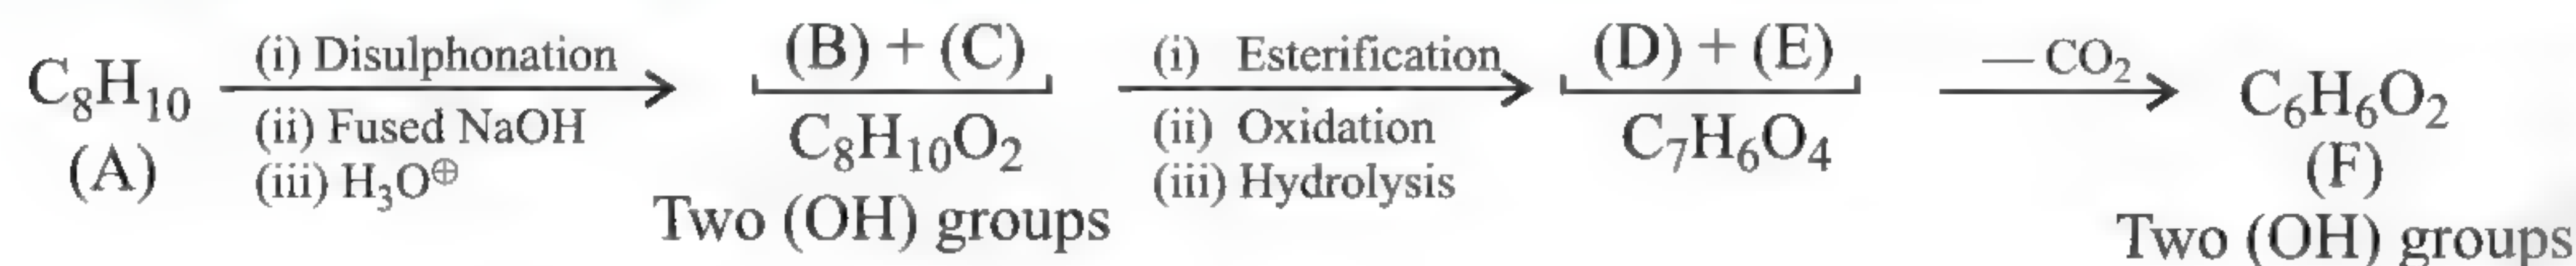 C₈H₁₀ (i) Disulphonation (B) + (C) (i) Esterification (D) + (E) — CO₂ C₆H₆O₂
(A) (ii) Fused NaOH C₈H₁₀O₂ (ii) Oxidation C₇H₆O₄ (F)
(iii) H₃O⊕ Two (OH) groups (iii) Hydrolysis Two (OH) groups